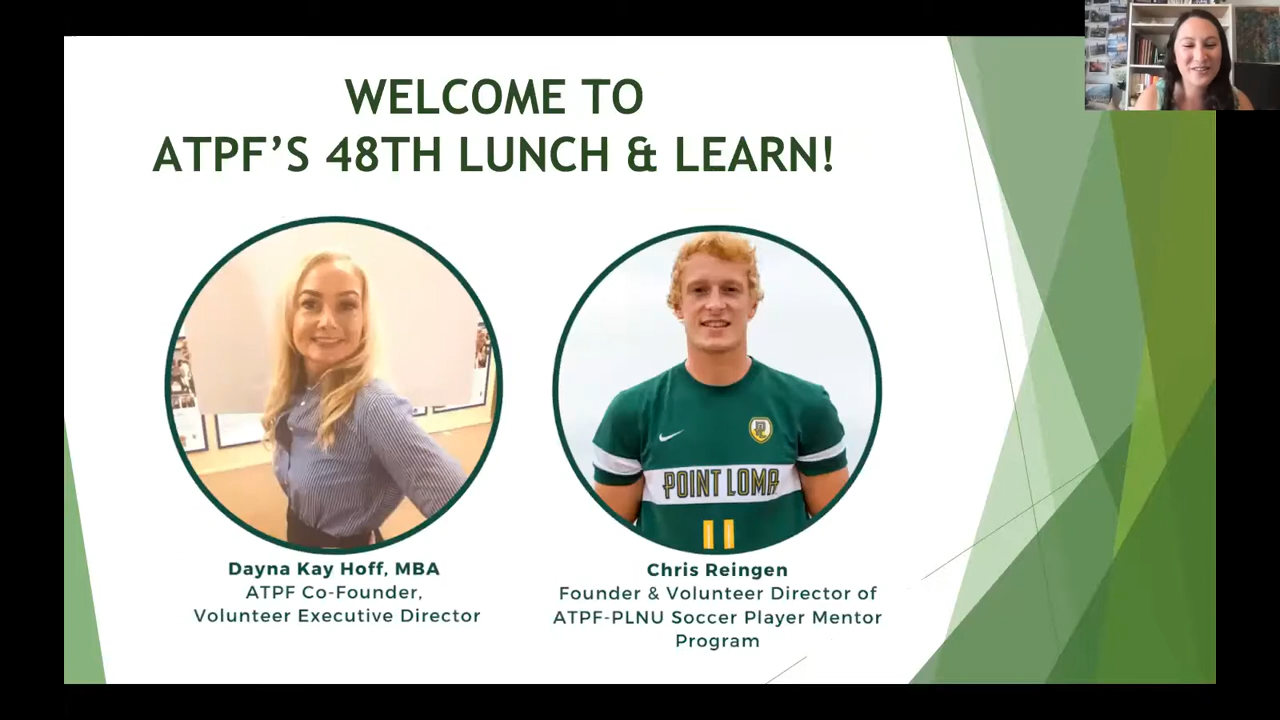 WELCOME TO
ATPF'S 48TH LUNCH & LEARN!
POINT LOMA
11
Dayna Kay Hoff, MBA
ATPF Co-Founder,
Volunteer Executive Director
Chris Reingen
Founder & Volunteer Director of
ATPF-PLNU Soccer Player Mentor
Program